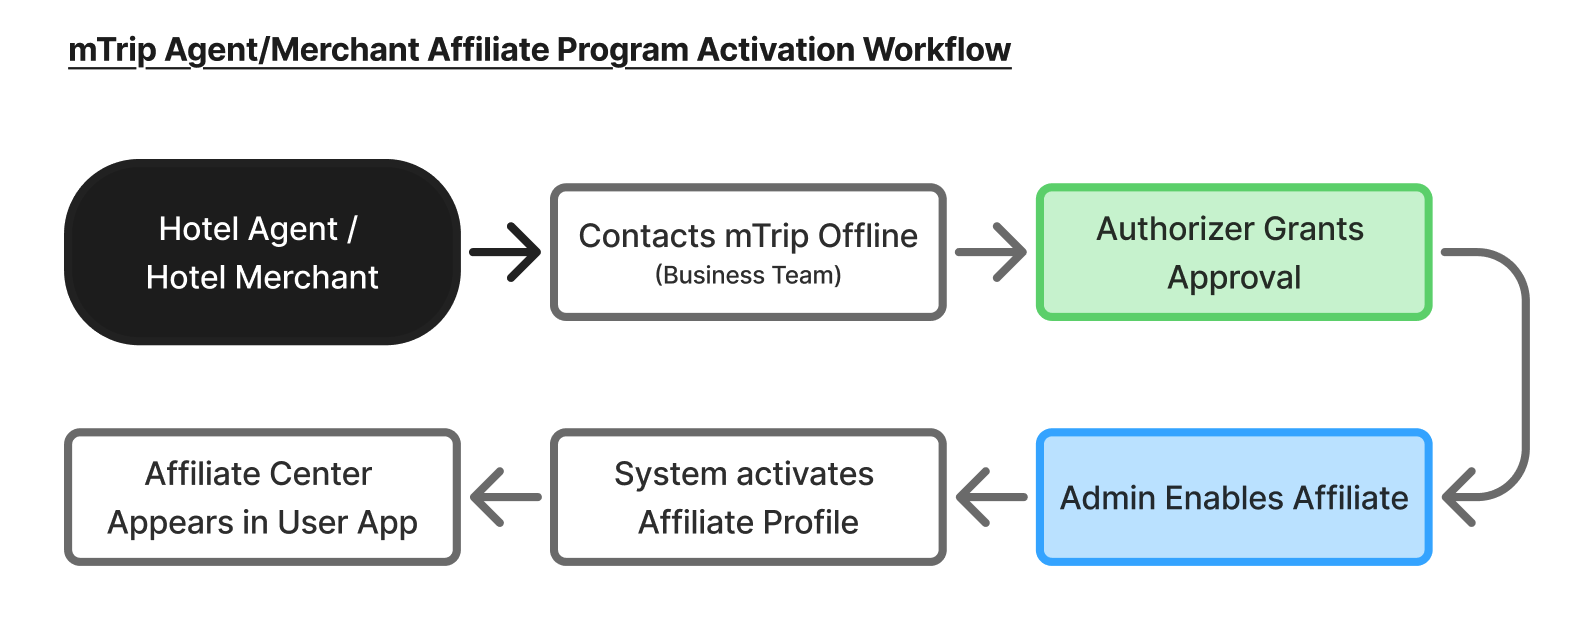 mTrip Agent/Merchant Affiliate Program Activation Workflow
Hotel Agent /
Hotel Merchant
Contacts mTrip Offline
(Business Team)
Authorizer Grants
Approval
Admin Enables Affiliate
System activates
Affiliate Profile
Affiliate Center
Appears in User App